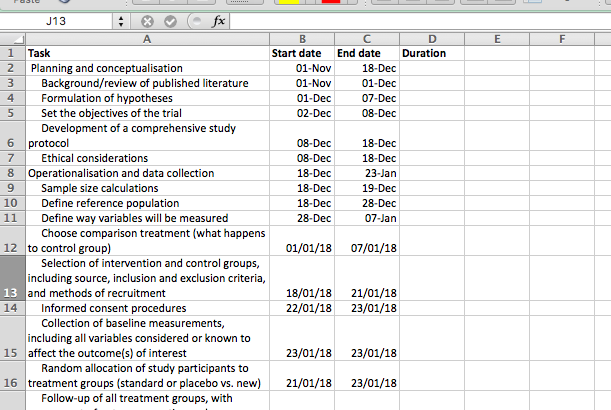 Paste
J13 fx
A B C D E F
1 Task Start date End date Duration
2 Planning and conceptualisation 01-Nov 18-Dec
3 Background/review of published literature 01-Nov 01-Dec
4 Formulation of hypotheses 01-Dec 07-Dec
5 Set the objectives of the trial 02-Dec 08-Dec
Development of a comprehensive study
6 protocol 08-Dec 18-Dec
7 Ethical considerations 08-Dec 18-Dec
8 Operationalisation and data collection 18-Dec 23-Jan
9 Sample size calculations 18-Dec 19-Dec
10 Define reference population 18-Dec 28-Dec
11 Define way variables will be measured 28-Dec 07-Jan
Choose comparison treatment (what happens
12 to control group) 01/01/18 07/01/18
Selection of intervention and control groups,
including source, inclusion and exclusion criteria,
13 and methods of recruitment 18/01/18 21/01/18
14 Informed consent procedures 22/01/18 23/01/18
Collection of baseline measurements,
including all variables considered or known to
15 affect the outcome(s) of interest 23/01/18 23/01/18
Random allocation of study participants to
16 treatment groups (standard or placebo vs. new) 21/01/18 23/01/18
Follow-up of all treatment groups, with